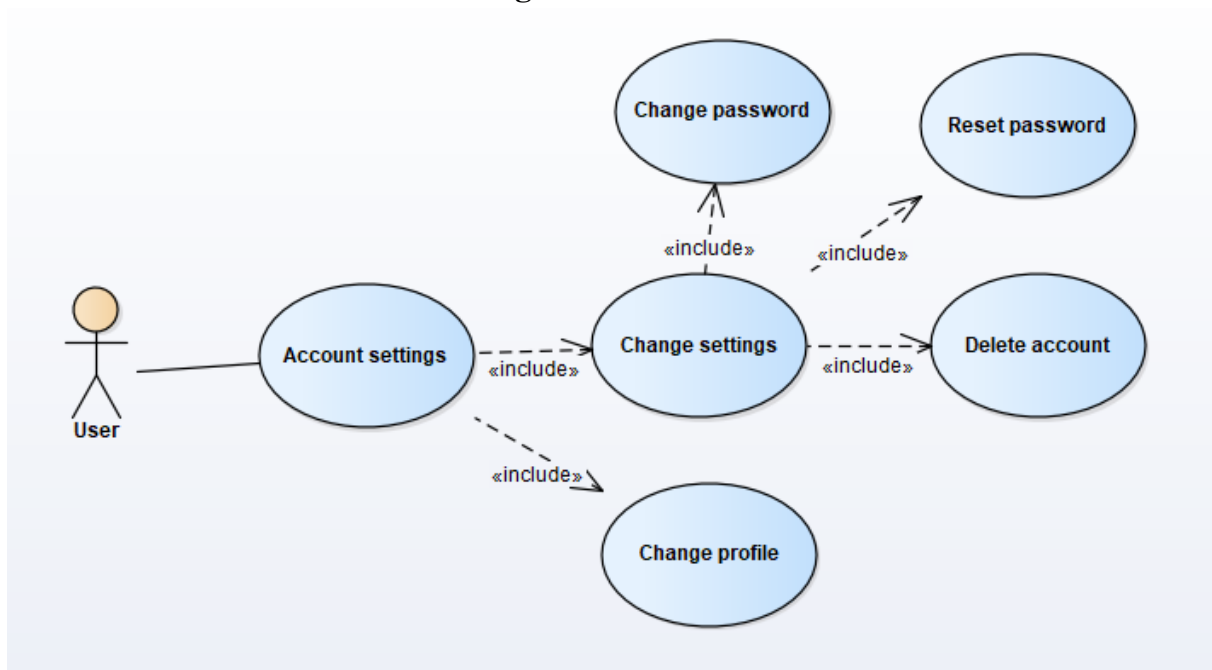 Change password
Reset password
«include»
«include»
Account settings
Change settings
Delete account
«include»
«include»
User
«include»
Change profile